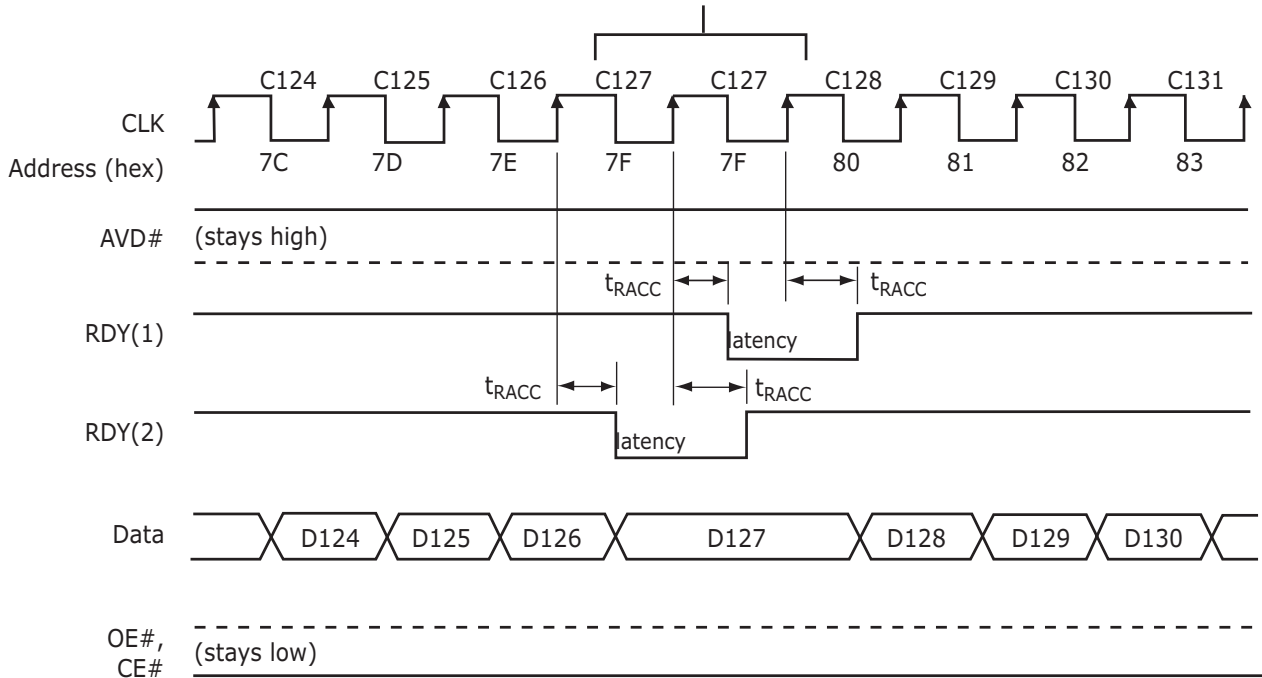 C124 C125 C126 C127 C127 C128 C129 C130 C131
CLK
Address (hex) 7C 7D 7E 7F 7F 80 81 82 83
AVD# (stays high)
tRACC tRACC
RDY(1) latency
tRACC tRACC
RDY(2) latency
Data D124 D125 D126 D127 D128 D129 D130
OE#,
CE# (stays low)